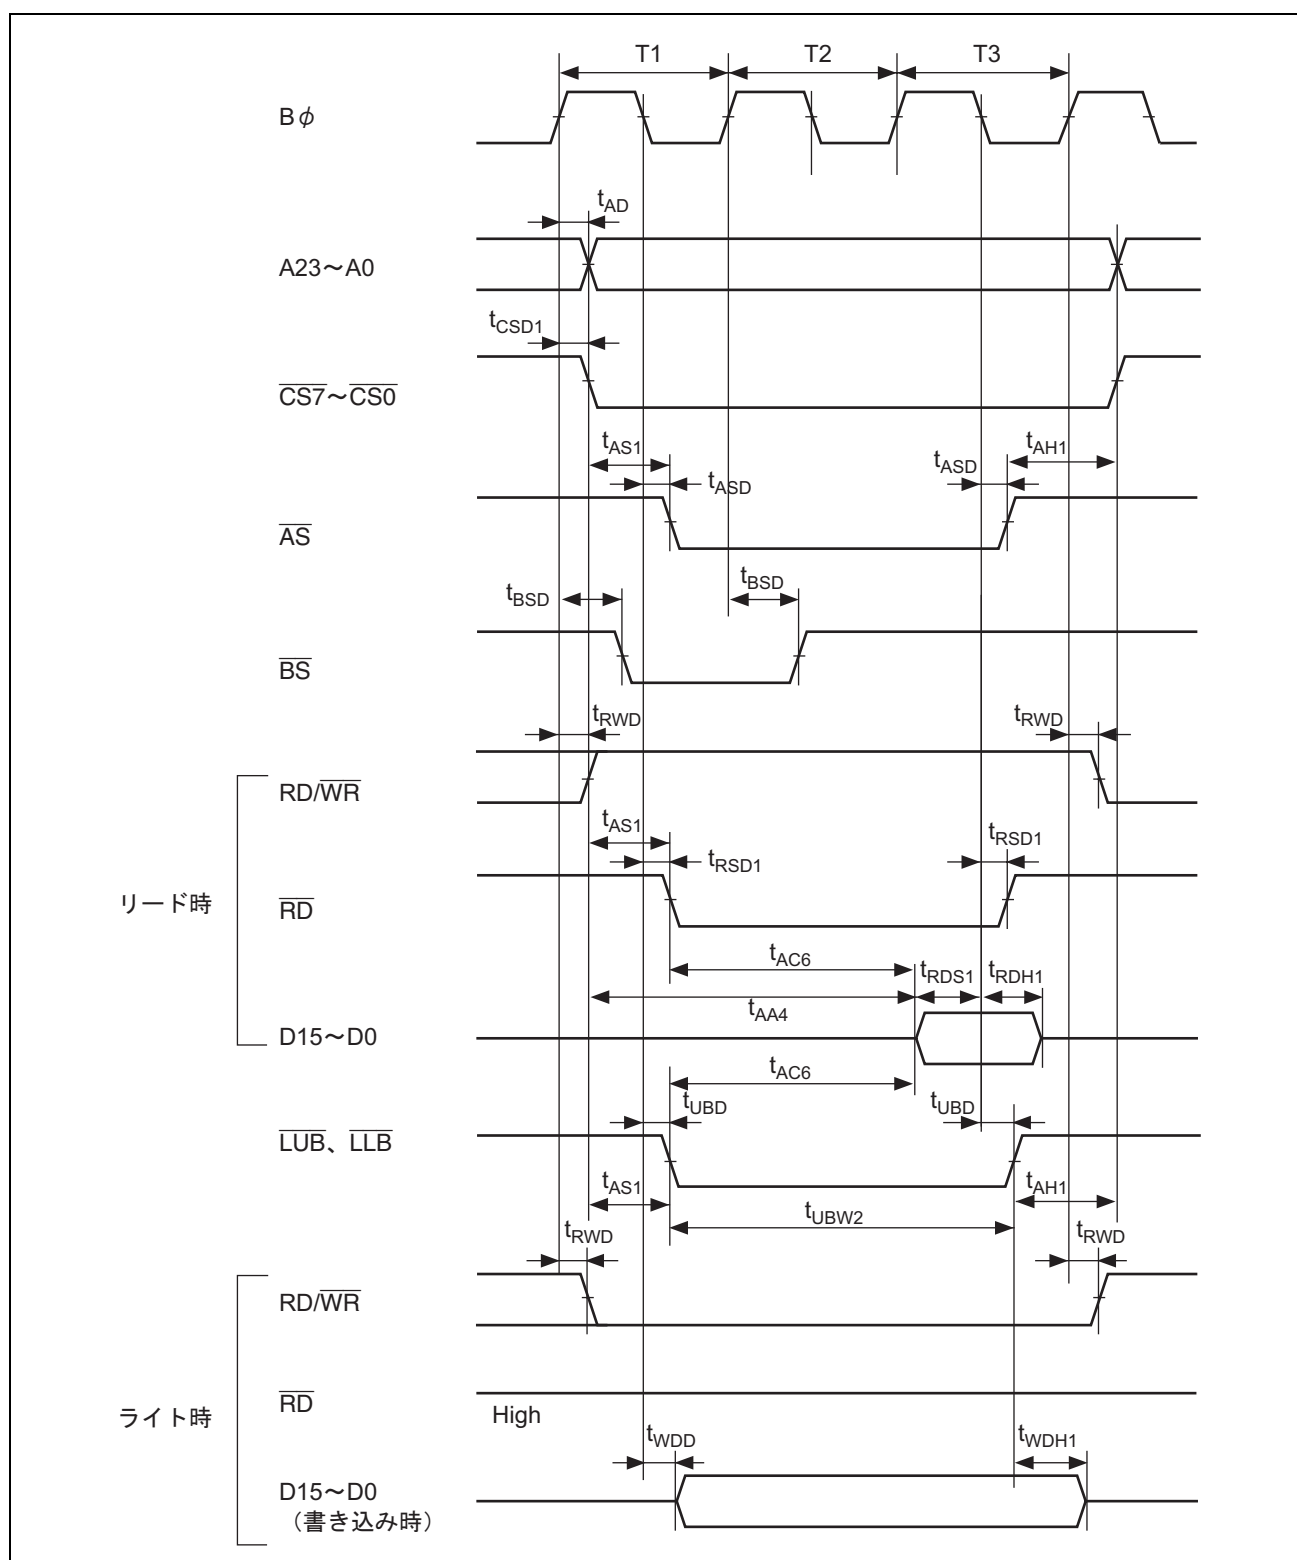 T1 T2 T3
Bφ
tAD
A23～A0
tCSD1
CS7～CS0
tAS1 tASD tASD tAH1
AS
tBSD tBSD
BS
tRWD tRWD
RD/WR
tAS1 tRSD1 tRSD1
リード時
RD
tAC6 tRDS1 tRDH1
tAA4
D15～D0
tAC6
tUBD tUBD
LUB、LLB
tAS1 tUBW2 tAH1
tRWD tRWD
RD/WR
RD
High
ライト時
tWDD tWDH1
D15～D0
（書き込み時）